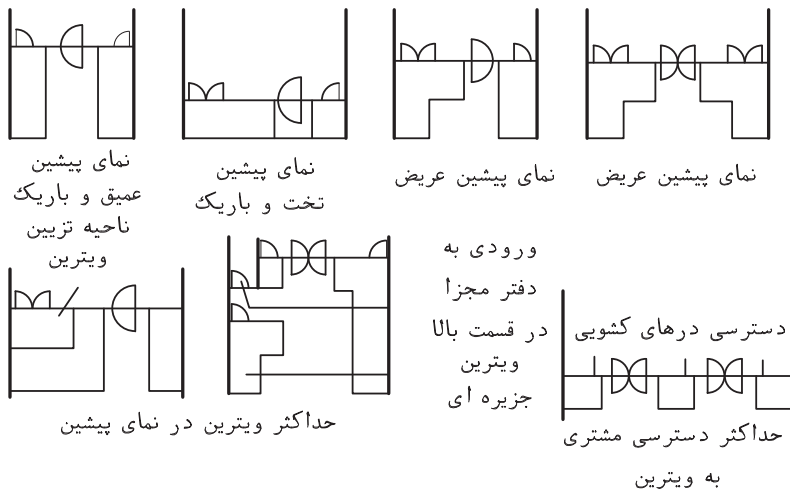 نمای پیشین عریض
نمای پیشین عریض
نمای پیشین
تخت و باریک
نمای پیشین
عمیق و باریک
ناحیه تزیین
ویترین
دسترسی درهای کشویی
حداکثر دسترسی مشتری
به ویترین
ورودی به
دفتر مجزا
در قسمت بالا
ویترین
جزیره ای
حداکثر ویترین در نمای پیشین